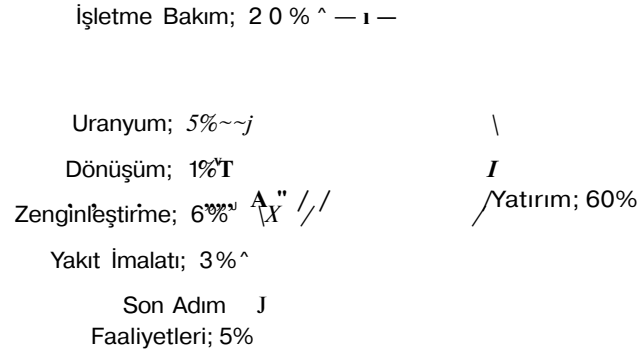 İşletme Bakım; 20%^—ı—
Uranyum; 5%~~j \
Dönüşüm; 1%T I
Zenginleştirme; 6% A " // /Yatırım; 60%
Yakıt İmalatı; 3%^
Son Adım J
Faaliyetleri; 5%